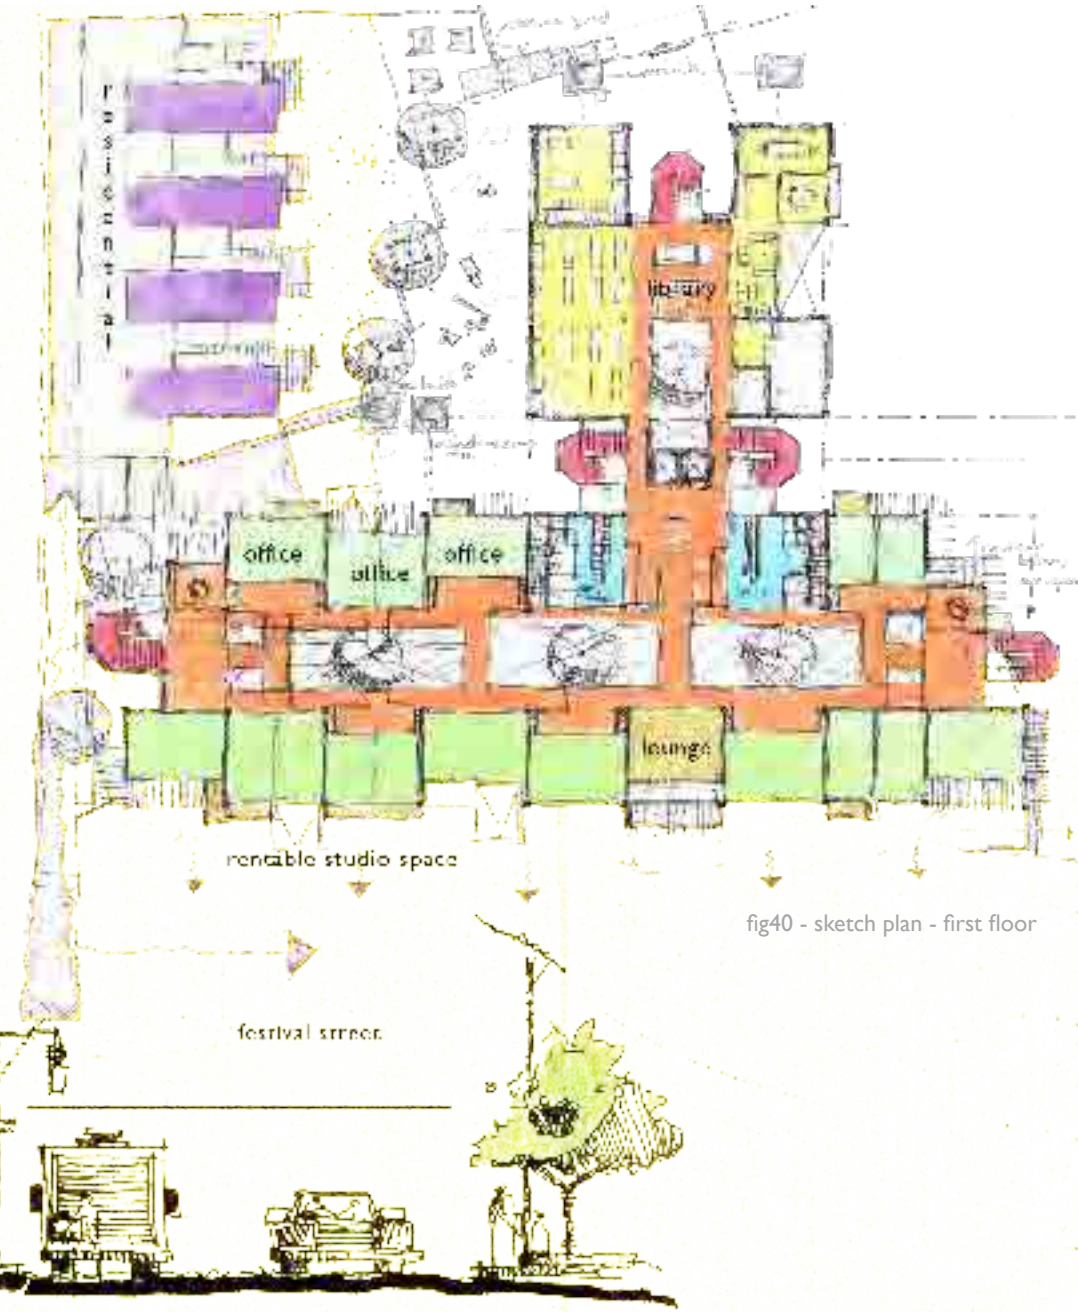 residential
library
office
office
office
lounge
rentable studio space
fig40 - sketch plan - first floor
festival street